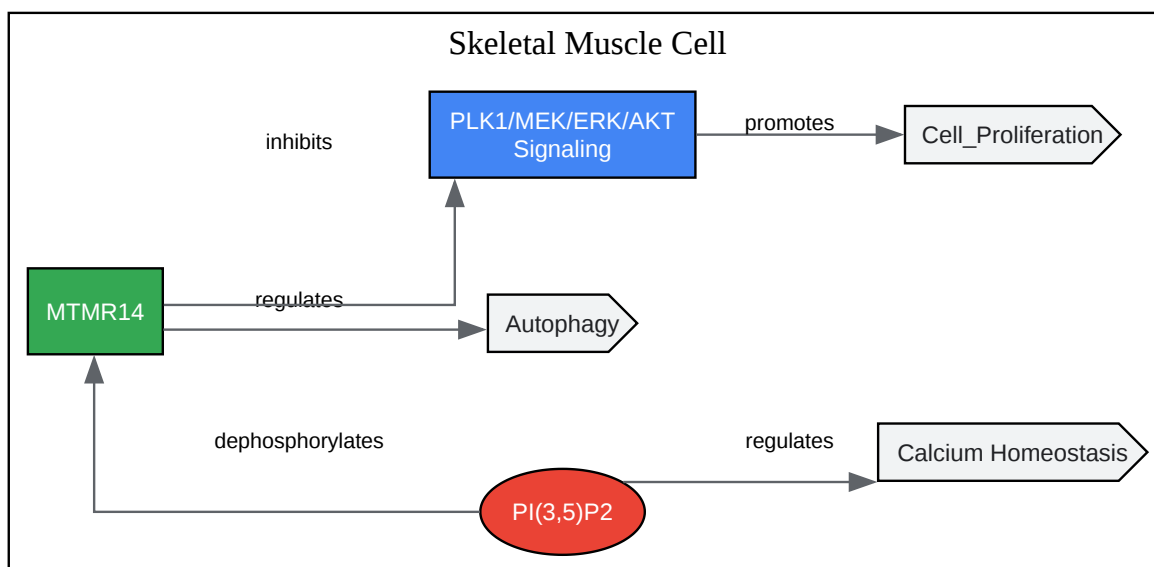 Skeletal Muscle Cell
PLK1/MEK/ERK/AKT
Signaling
promotes
Cell_Proliferation
inhibits
MTMR14
regulates
Autophagy
dephosphorylates
regulates
Calcium Homeostasis
PI(3,5)P2